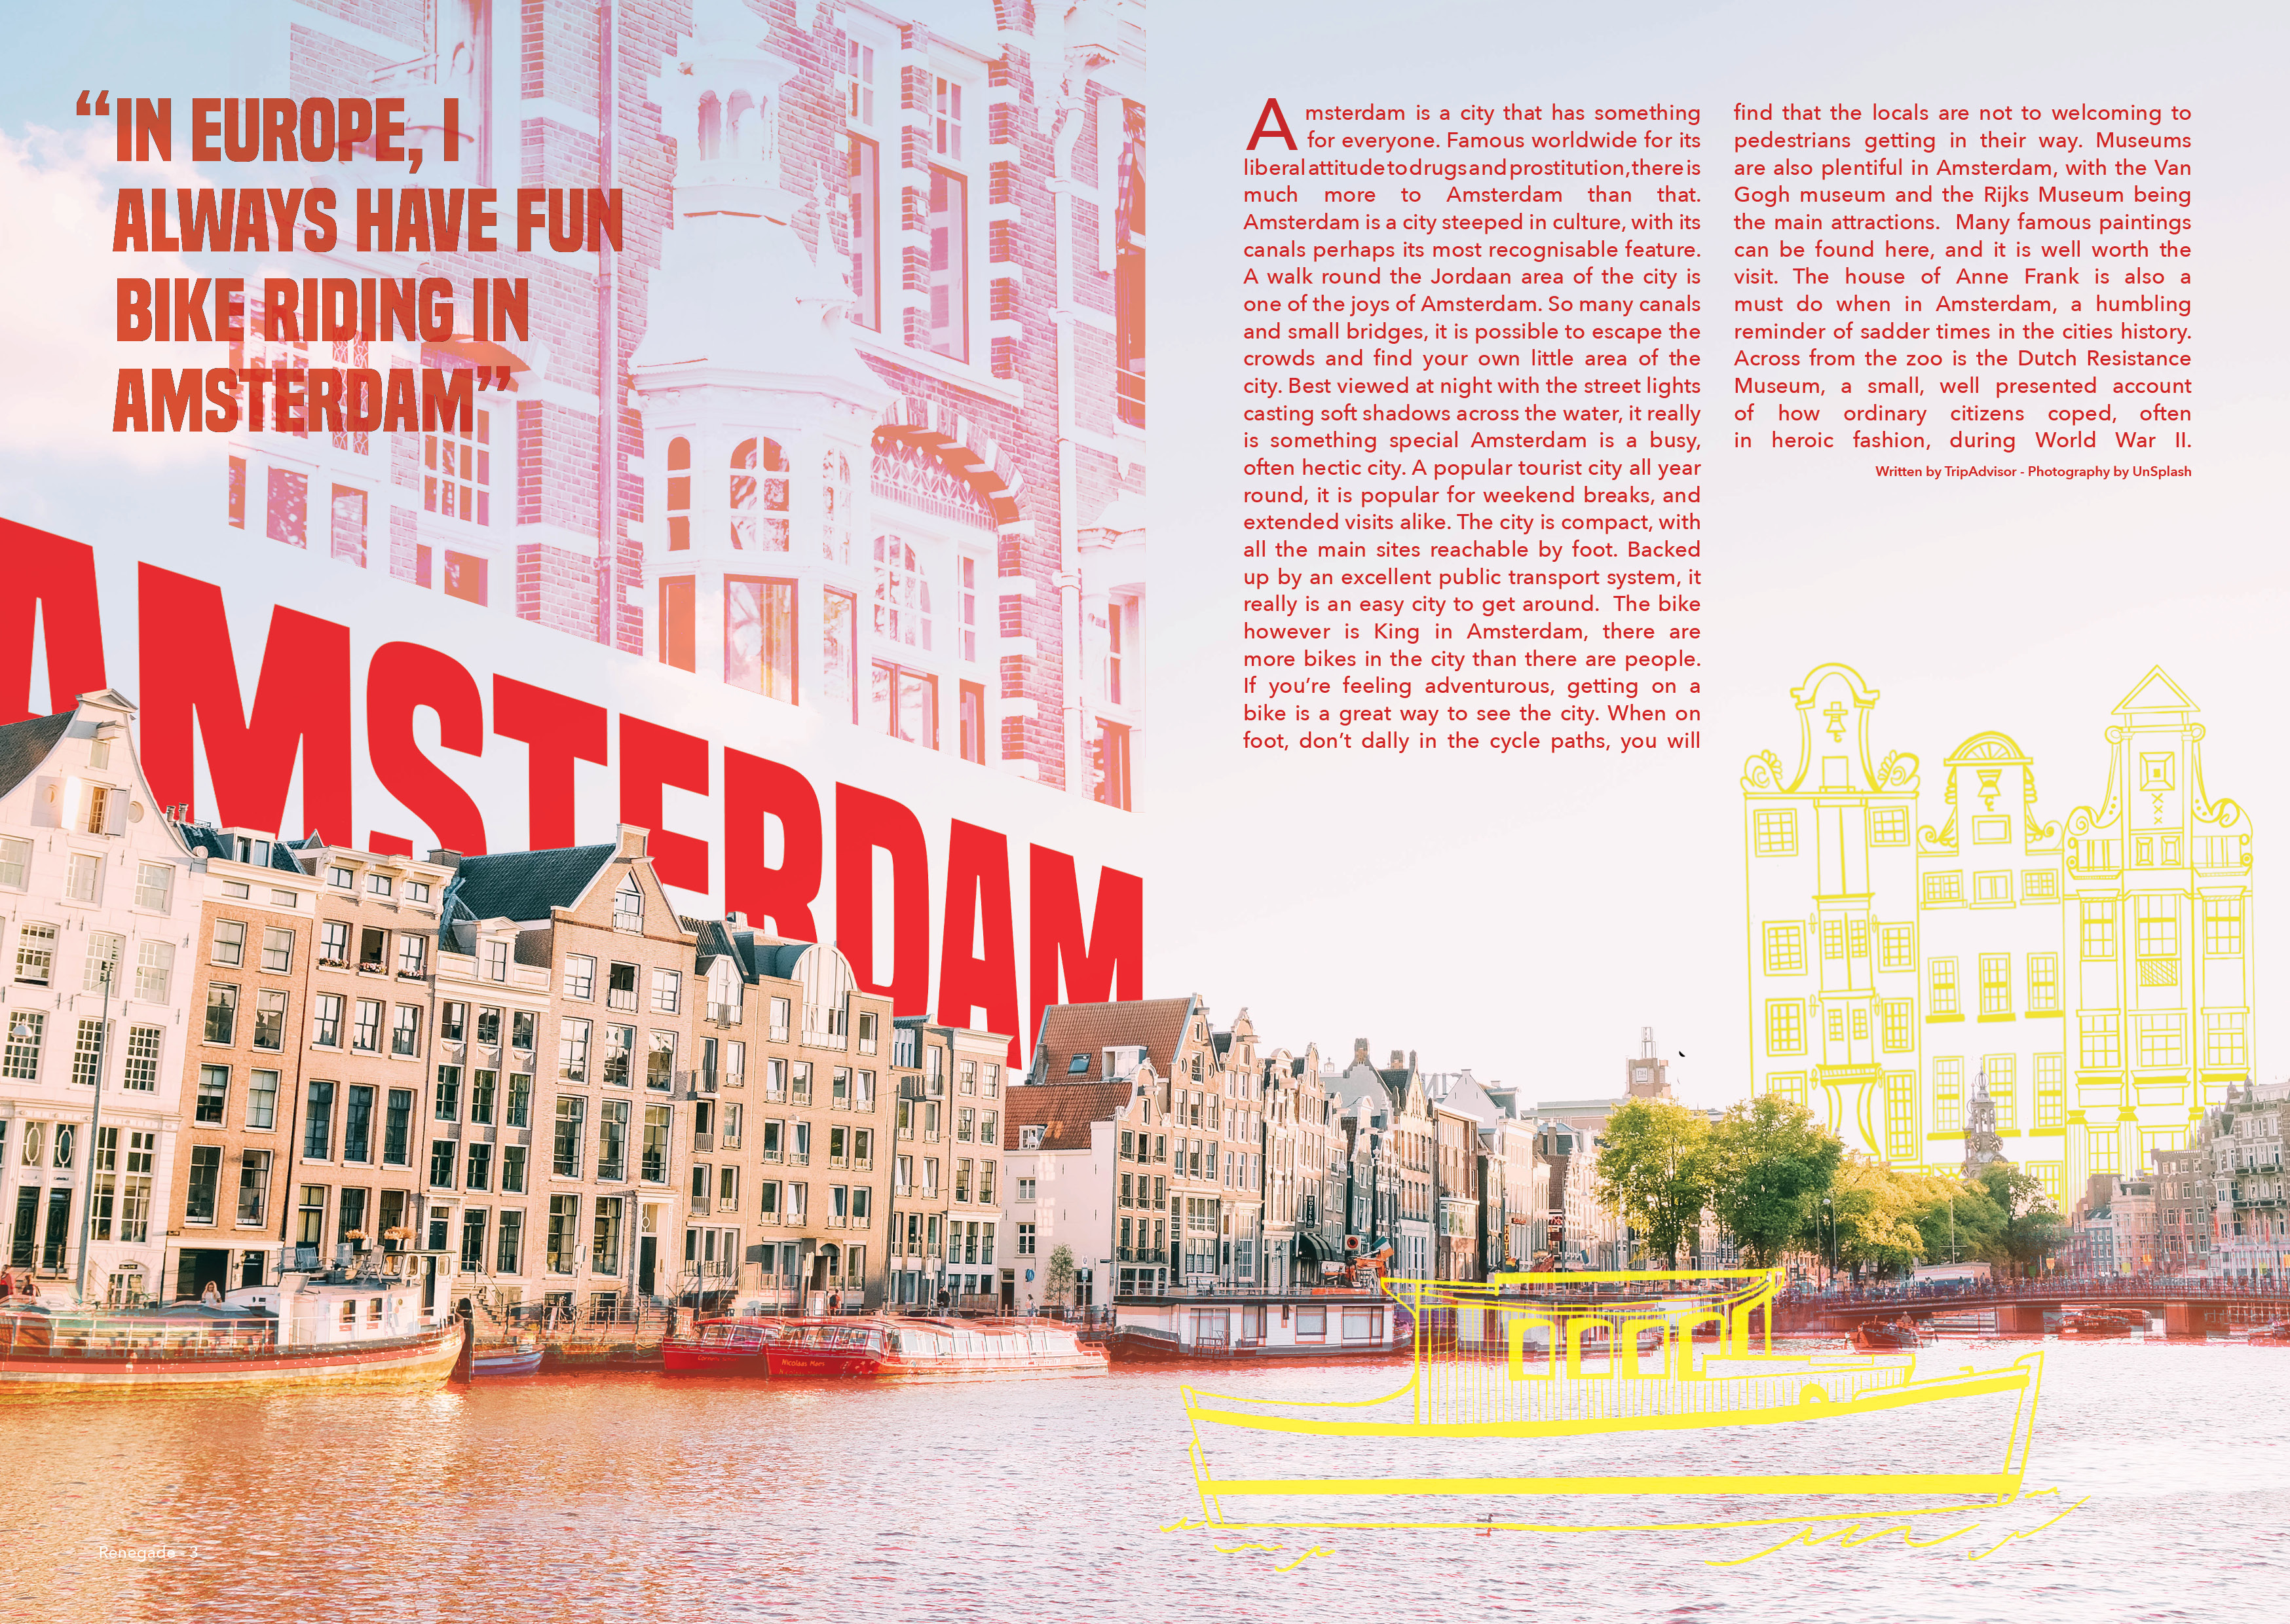 “IN EUROPE, I
ALWAYS HAVE FUN
BIKE RIDING IN
AMSTERDAM”
AMSTERDAM
Amsterdam is a city that has something
for everyone. Famous worldwide for its
liberal attitude to drugs and prostitution, there is
much more to Amsterdam than that.
Amsterdam is a city steeped in culture, with its
canals perhaps its most recognisable feature.
A walk round the Jordaan area of the city is
one of the joys of Amsterdam. So many canals
and small bridges, it is possible to escape the
crowds and find your own little area of the
city. Best viewed at night with the street lights
casting soft shadows across the water, it really
is something special Amsterdam is a busy,
often hectic city. A popular tourist city all year
round, it is popular for weekend breaks, and
extended visits alike. The city is compact, with
all the main sites reachable by foot. Backed
up by an excellent public transport system, it
really is an easy city to get around. The bike
however is King in Amsterdam, there are
more bikes in the city than there are people.
If you’re feeling adventurous, getting on a
bike is a great way to see the city. When on
foot, don’t dally in the cycle paths, you will
find that the locals are not to welcoming to
pedestrians getting in their way. Museums
are also plentiful in Amsterdam, with the Van
Gogh museum and the Rijks Museum being
the main attractions. Many famous paintings
can be found here, and it is well worth the
visit. The house of Anne Frank is also a
must do when in Amsterdam, a humbling
reminder of sadder times in the cities history.
Across from the zoo is the Dutch Resistance
Museum, a small, well presented account
of how ordinary citizens coped, often
in heroic fashion, during World War II.
Written by TripAdvisor - Photography by UnSplash
Nicolaas Maes
Renegade - 3